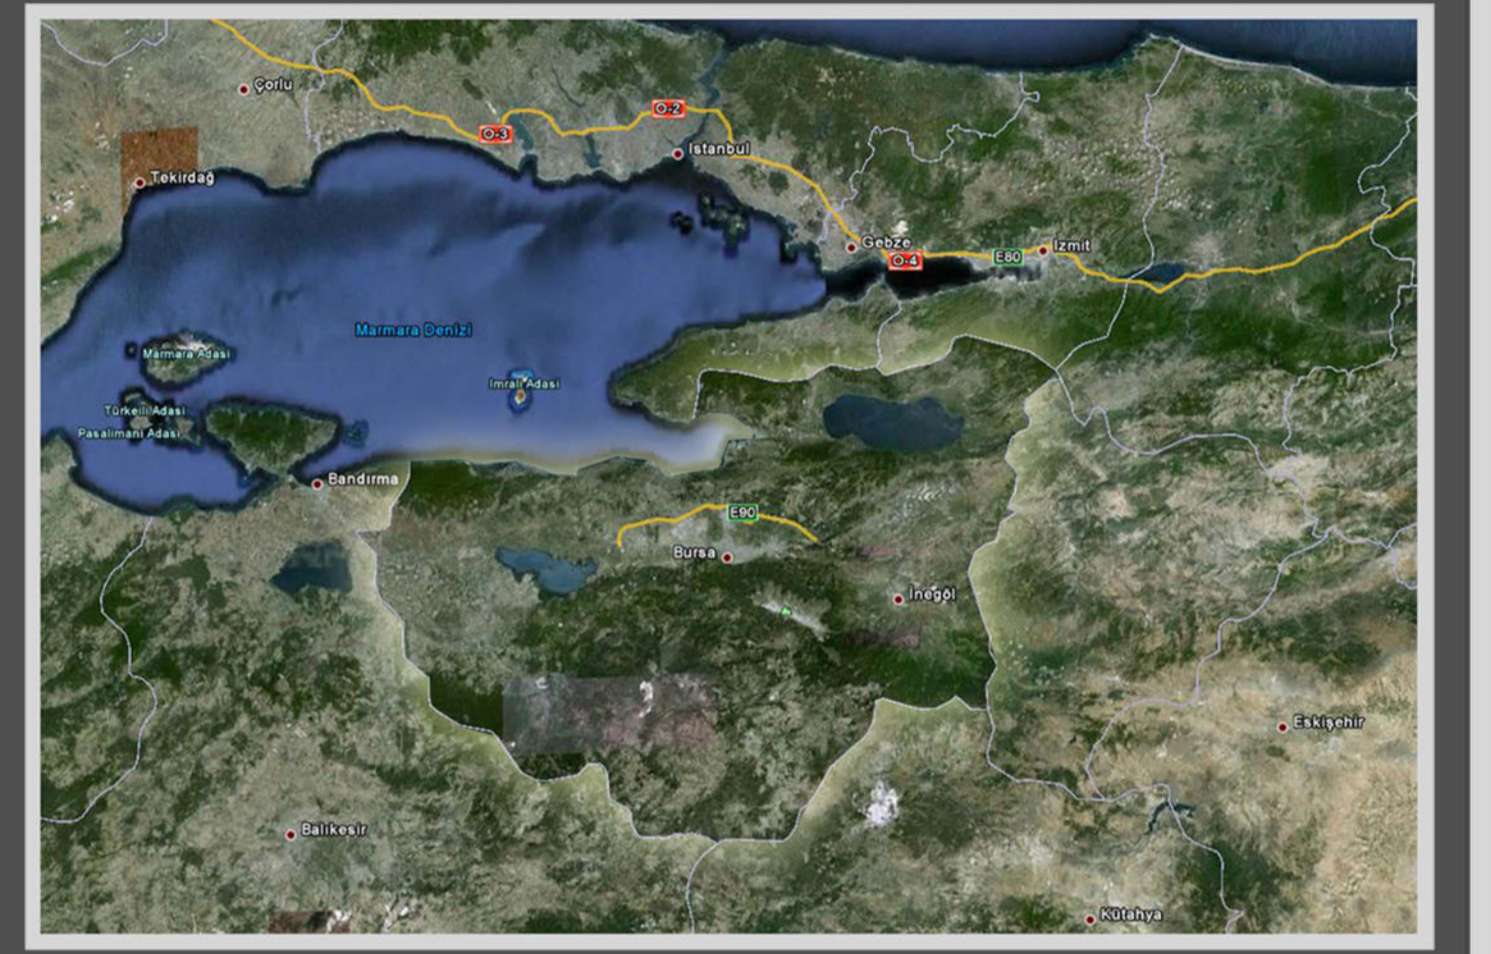 Çorlu
O-2
O-3
Istanbul
Tekirdağ
Gebze
Izmit
E80
O-4
Marmara Denizi
Marmara Adasi
Imrali Adasi
Türkeli Adasi
Pasalimani Adasi
Bandırma
E90
Bursa
İnegöl
Eskişehir
Balıkesir
Kütahya